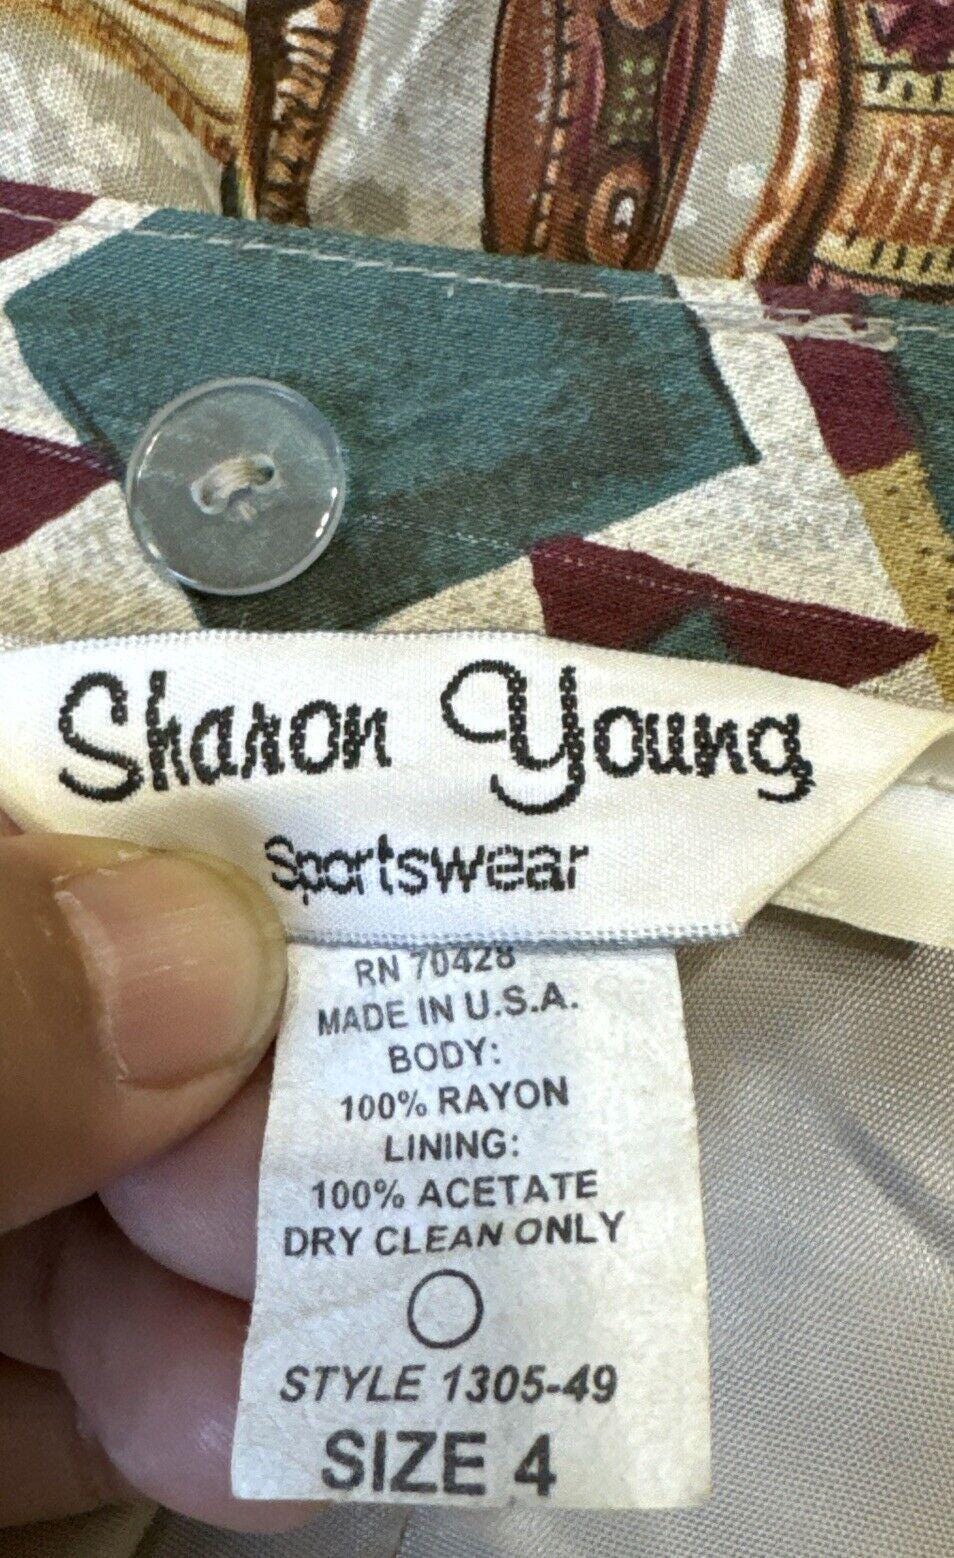 Sharon Young
Sportswear
RN 70428
MADE IN U.S.A.
BODY:
100% RAYON
LINING:
100% ACETATE
DRY CLEAN ONLY
STYLE 1305-49
SIZE 4